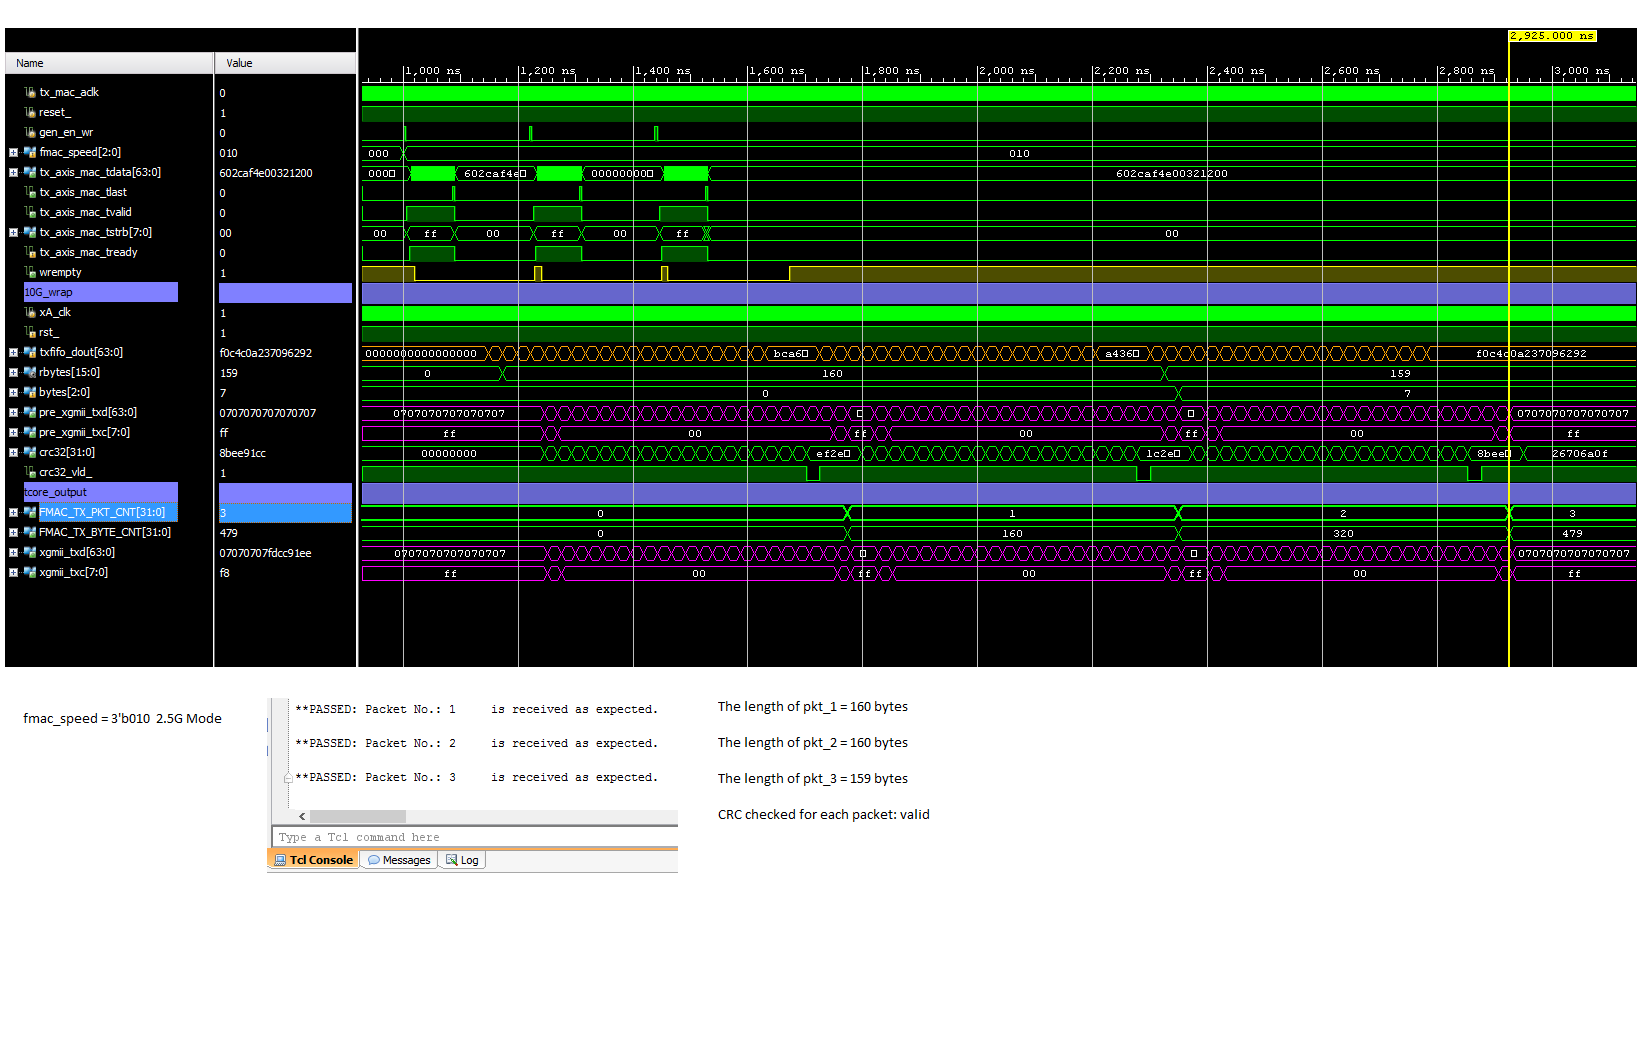 2,925.000 ns
Name Value 1,000 ns 1,200 ns 1,400 ns 1,600 ns 1,800 ns 2,000 ns 2,200 ns 2,400 ns 2,600 ns 2,800 ns 3,000 ns
tx_mac_aclk 0
reset_ 1
gen_en_wr 0
fmac_speed[2:0] 010 000 010
tx_axis_mac_tdata[63:0] 602caf4e00321200 000□ 602caf4e□ 00000000□ 602caf4e00321200
tx_axis_mac_tlast 0
tx_axis_mac_tvalid 0
tx_axis_mac_tstrb[7:0] 00 00 ff 00 ff 00 ff 00
tx_axis_mac_tready 0
wrempty 1
10G_wrap
xA_clk 1
rst_ 1
txfifo_dout[63:0] f0c4c0a237096292 0000000000000000 bca6□ a436□ f0c4c0a237096292
rbytes[15:0] 159 0 160 159
bytes[2:0] 7 0 7
pre_xgmii_txd[63:0] 0707070707070707 0707070707070707 □ □ 0707070707070707
pre_xgmii_txc[7:0] ff ff 00 ff 00 ff 00 ff
crc32[31:0] 8bee91cc 00000000 ef2e□ 1c2e□ 8bee□ 26706a0f
crc32_vld_ 1
tcore_output
FMAC_TX_PKT_CNT[31:0] 3 0 1 2 3
FMAC_TX_BYTE_CNT[31:0] 479 0 160 320 479
xgmii_txd[63:0] 07070707fdcc91ee 0707070707070707 □ □ 0707070707070707
xgmii_txc[7:0] f8 ff 00 ff 00 ff 00 ff
fmac_speed = 3'b010 2.5G Mode
**PASSED: Packet No.: 1 is received as expected.
**PASSED: Packet No.: 2 is received as expected.
**PASSED: Packet No.: 3 is received as expected.
Type a Tcl command here
Tcl Console Messages Log
The length of pkt_1 = 160 bytes
The length of pkt_2 = 160 bytes
The length of pkt_3 = 159 bytes
CRC checked for each packet: valid